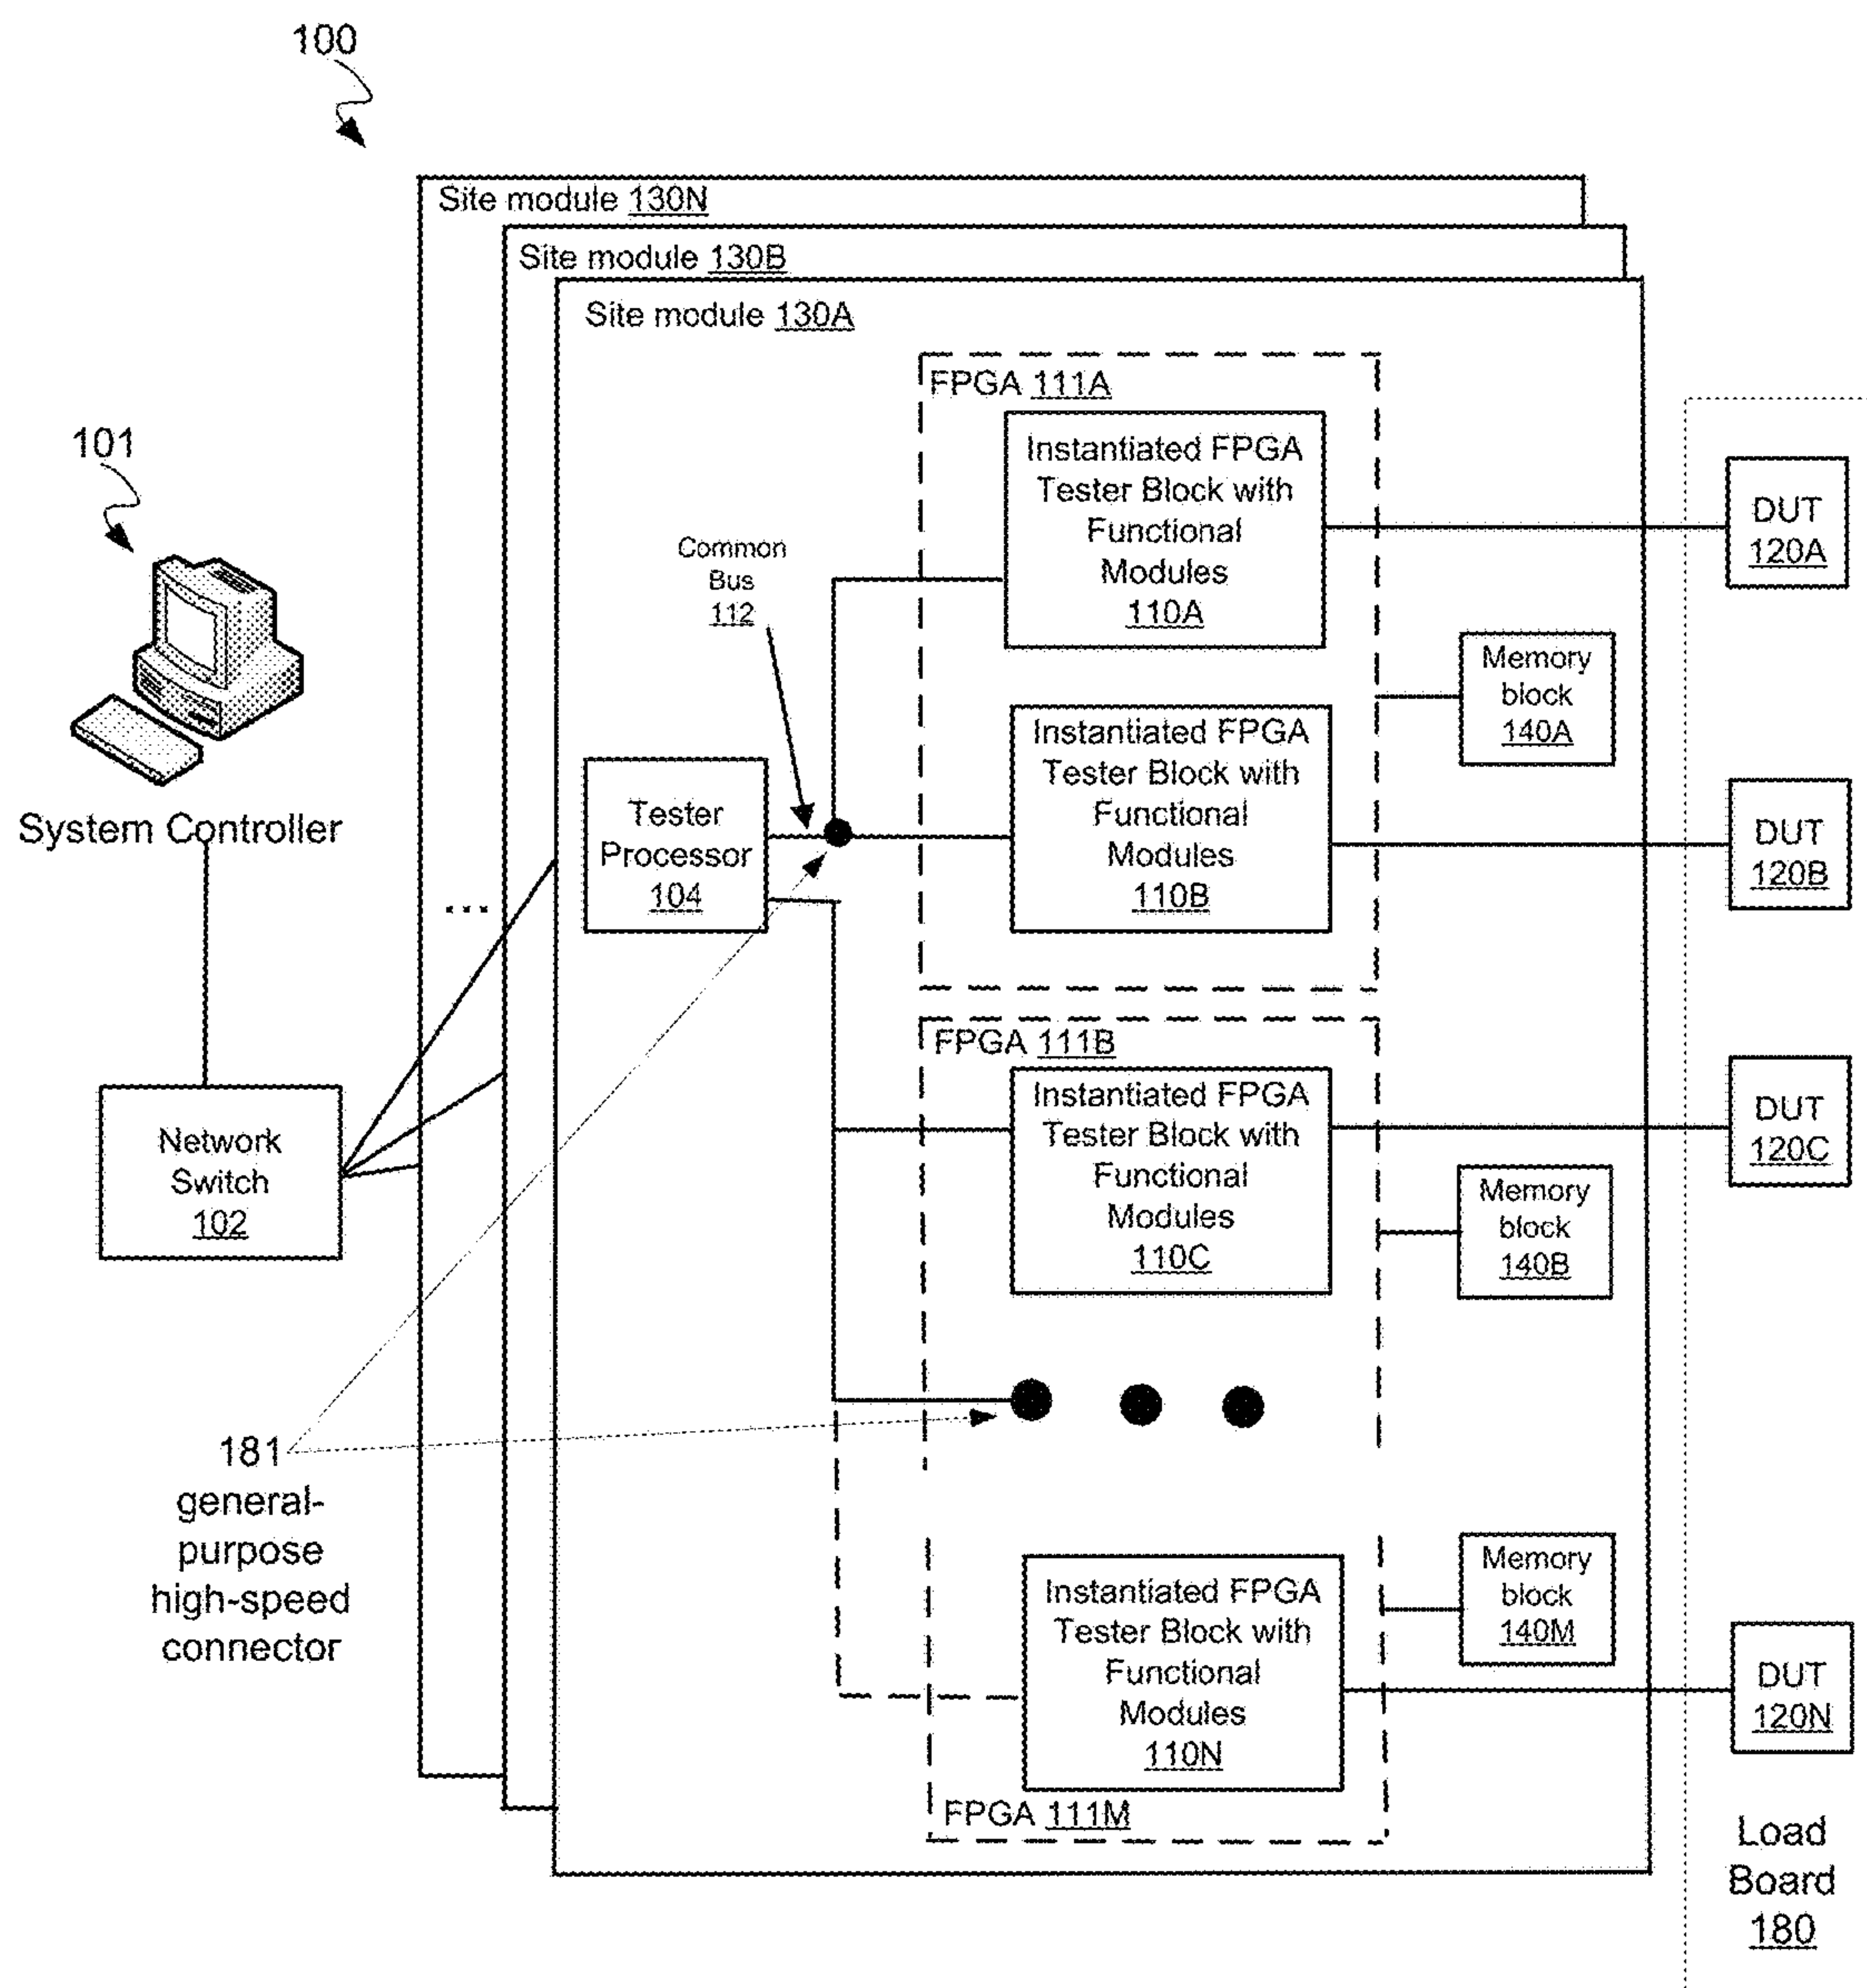 100
Site module 130N
Site module 130B
Site module 130A
FPGA 111A
Instantiated FPGA
Tester Block with
Functional
Modules
110A
DUT
120A
101
System Controller
Common
Bus
112
Memory
block
140A
Instantiated FPGA
Tester Block with
Functional
Modules
110B
DUT
120B
Tester
Processor
104
...
FPGA 111B
Instantiated FPGA
Tester Block with
Functional
Modules
110C
DUT
120C
Network
Switch
102
Memory
block
140B
181
general-
purpose
high-speed
connector
Memory
block
140M
Instantiated FPGA
Tester Block with
Functional
Modules
110N
DUT
120N
FPGA 111M
Load
Board
180